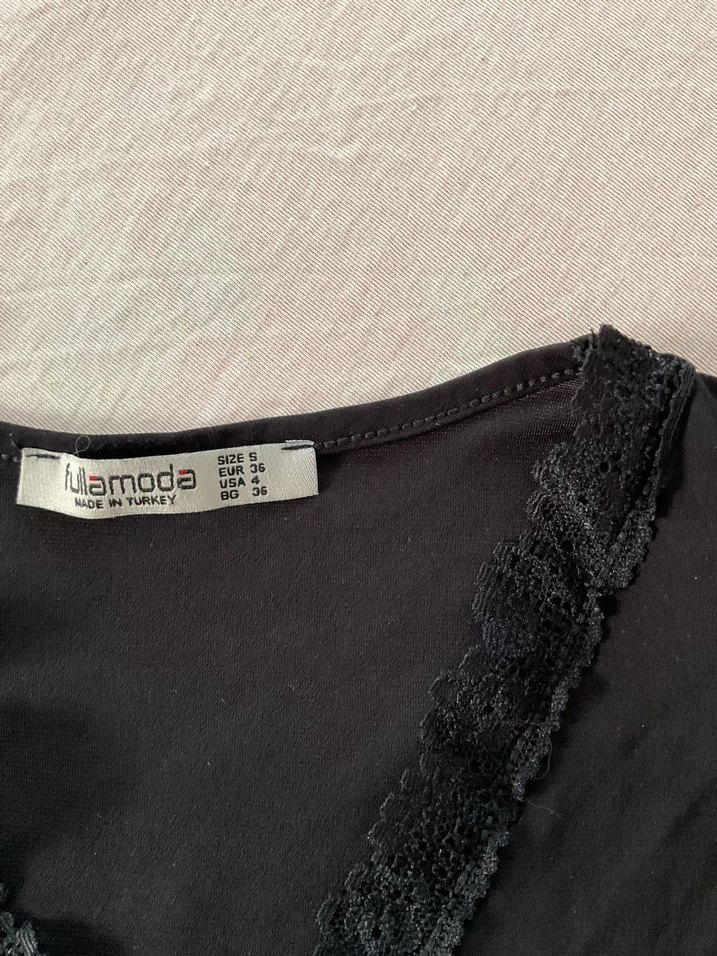 fullamoda
MADE IN TURKEY
SIZE S
EUR 36
USA 4
BG 36